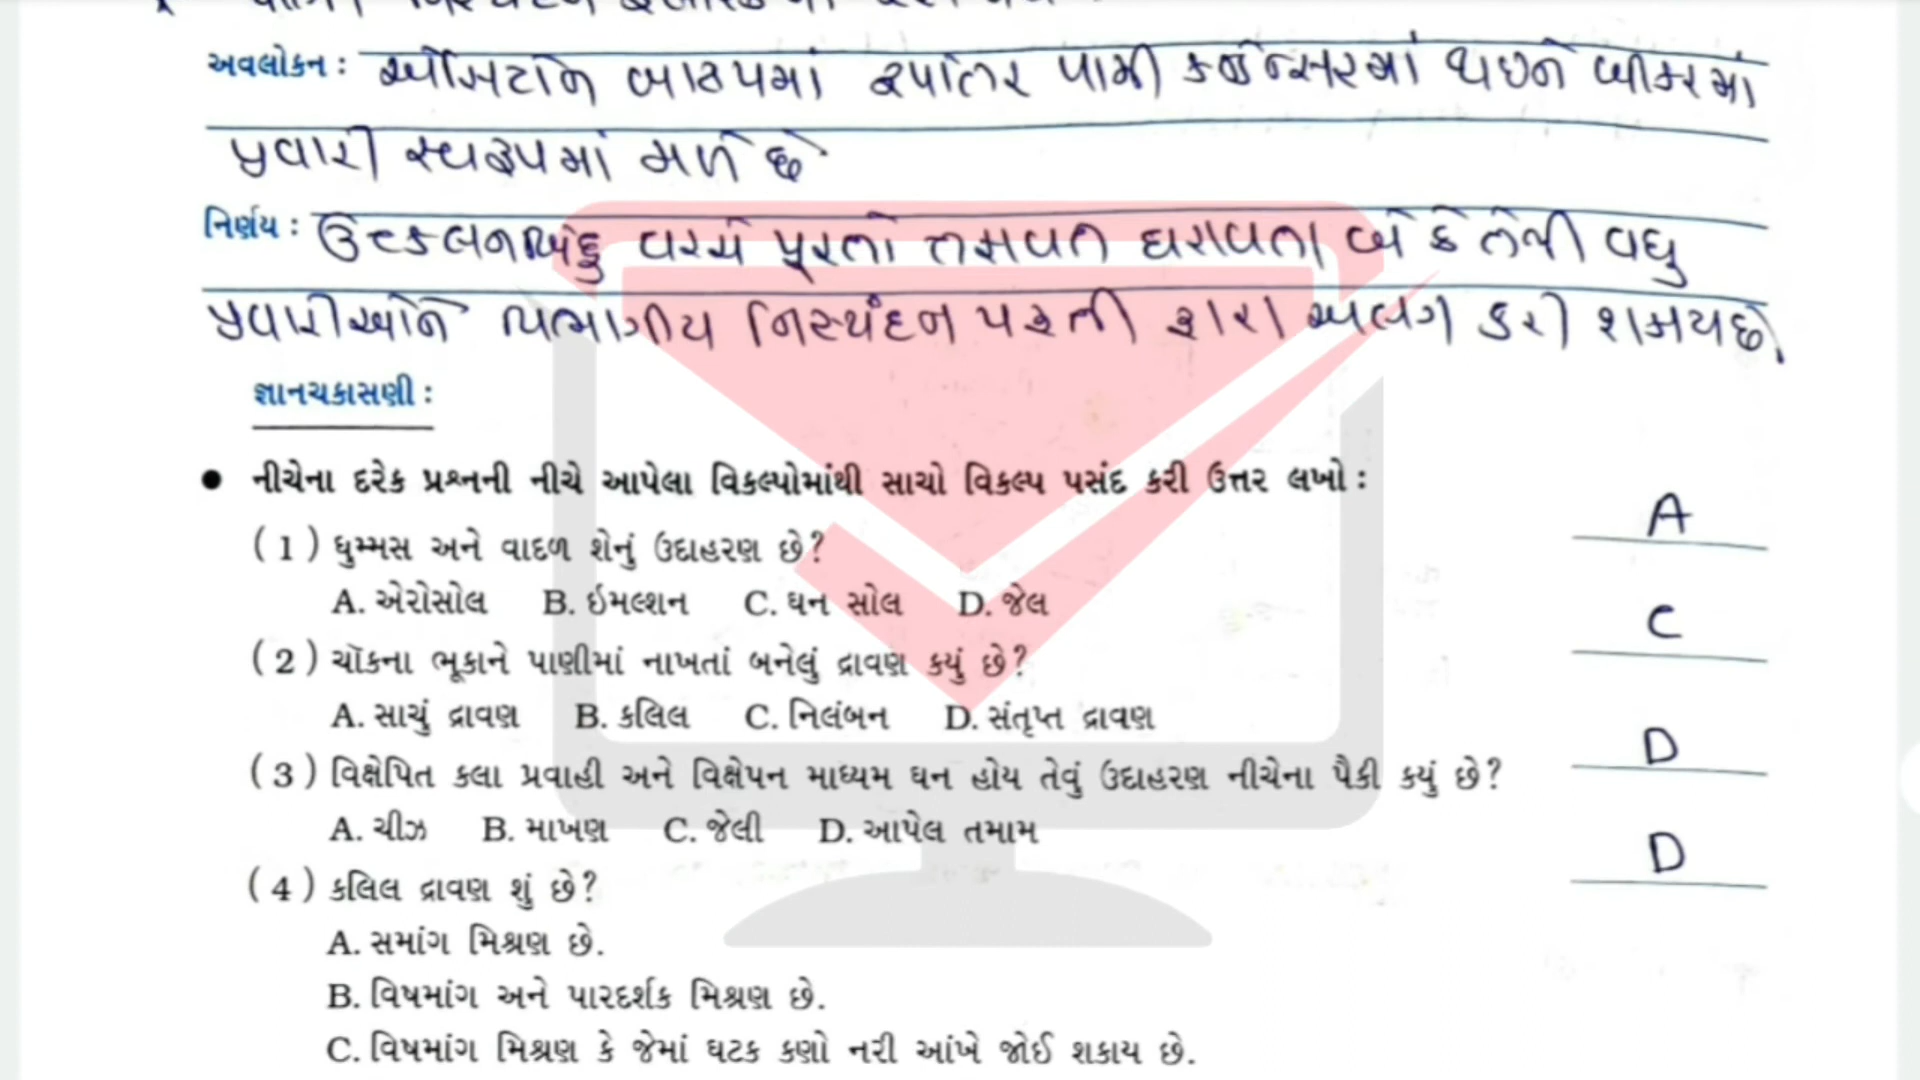 અવલોકન : એસિટોન બાષ્પમાં રૂપાંતર પામી કન્ડેન્સરમાં થઇને બીકરમાં
પ્રવાહી સ્વરૂપમાં મળે છે.
નિર્ણય : ઉત્કલનબિંદુ વચ્ચે પૂરતો તફાવત ધરાવતા બે કે તેથી વધુ
પ્રવાહીઓને વિભાગીય નિસ્યંદન પદ્ધતી દ્વારા અલગ કરી શકાય છે.
જ્ઞાનચકાસણી :
● નીચેના દરેક પ્રશ્નની નીચે આપેલા વિકલ્પોમાંથી સાચો વિકલ્પ પસંદ કરી ઉત્તર લખો :
(1) ધુમ્મસ અને વાદળ શેનું ઉદાહરણ છે? A
A. એરોસોલ B. ઇમલ્શન C. ઘન સોલ D. જેલ
(2) ચૉકના ભૂકાને પાણીમાં નાખતાં બનેલું દ્રાવણ કયું છે? C
A. સાચું દ્રાવણ B. કલિલ C. નિલંબન D. સંતૃપ્ત દ્રાવણ
(3) વિક્ષેપિત કલા પ્રવાહી અને વિક્ષેપન માધ્યમ ઘન હોય તેવું ઉદાહરણ નીચેના પૈકી કયું છે? D
A. ચીઝ B. માખણ C. જેલી D. આપેલ તમામ
(4) કલિલ દ્રાવણ શું છે? D
A. સમાંગ મિશ્રણ છે.
B. વિષમાંગ અને પારદર્શક મિશ્રણ છે.
C. વિષમાંગ મિશ્રણ કે જેમાં ઘટક કણો નરી આંખે જોઈ શકાય છે.